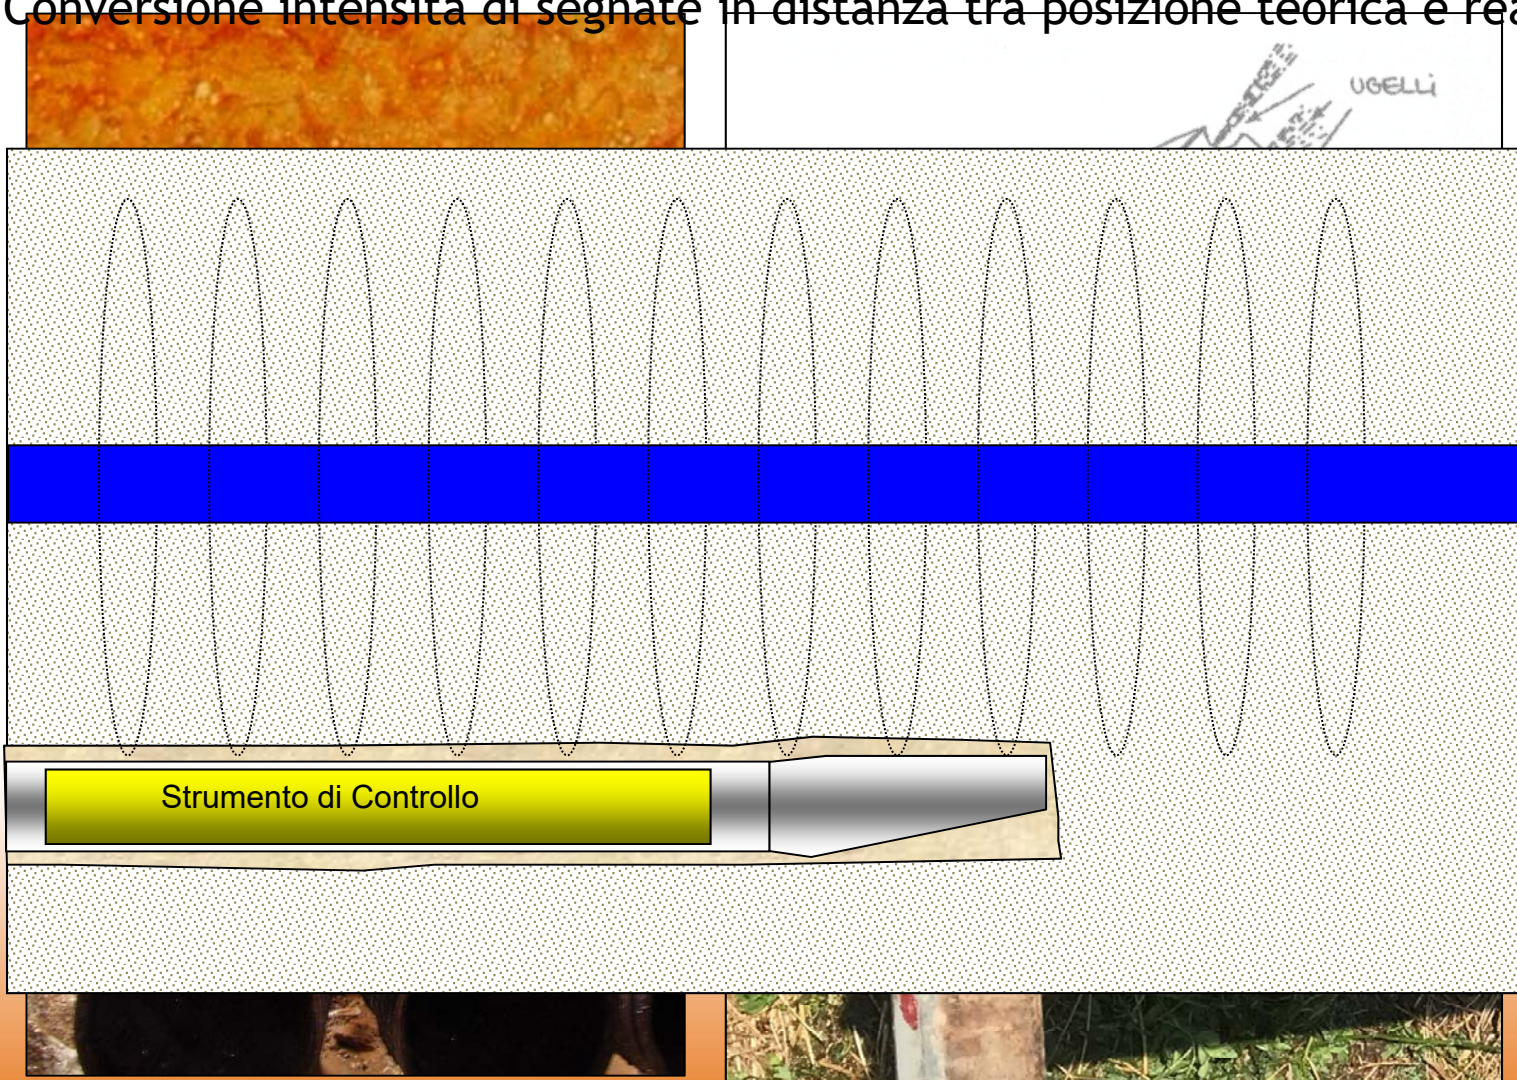 Conversione intensità di segnate in distanza tra posizione teorica e rea
UGELLi
Strumento di Controllo